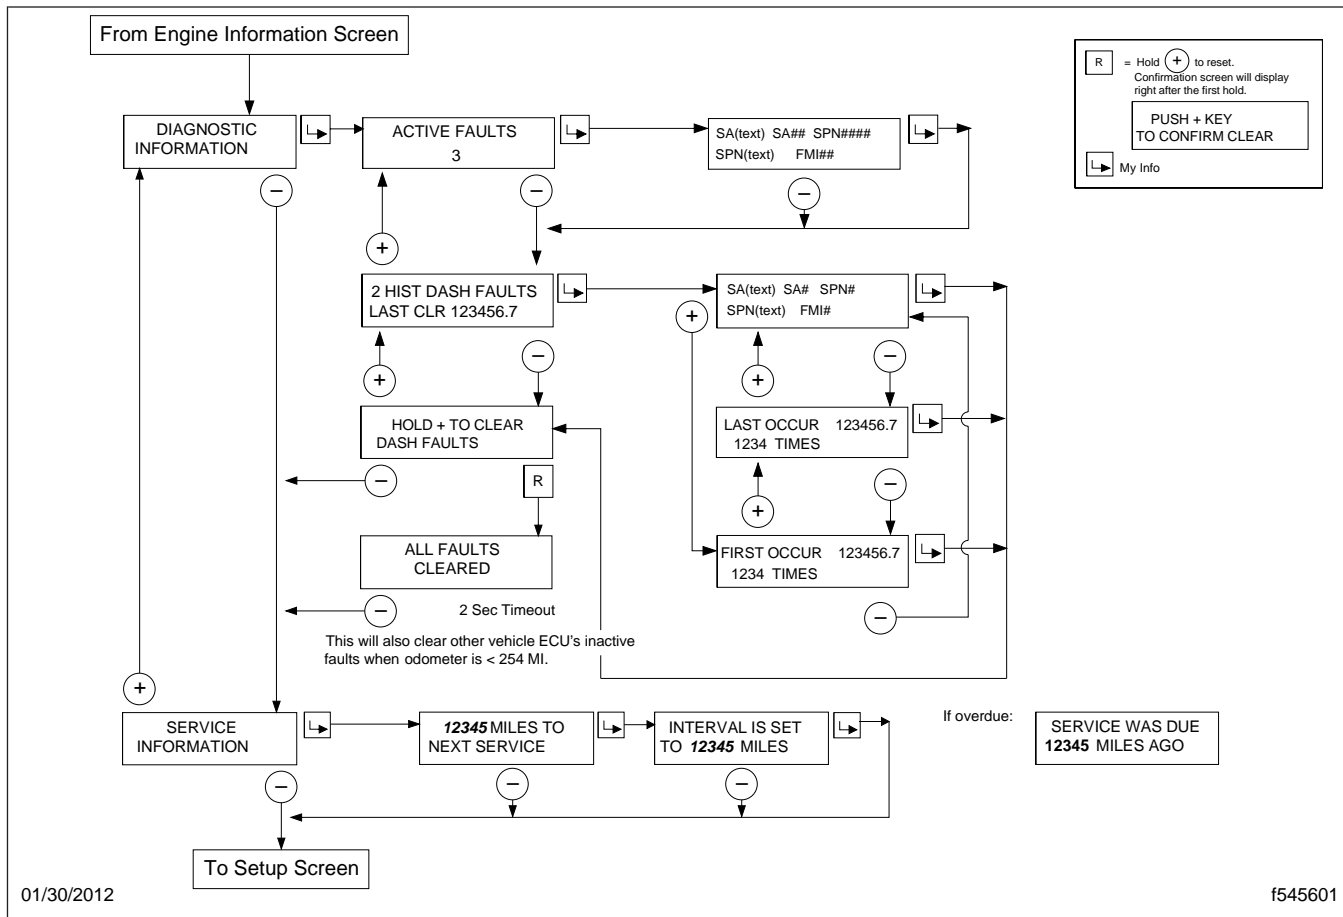 From Engine Information Screen
R = Hold + to reset.
Confirmation screen will display
right after the first hold.
PUSH + KEY
TO CONFIRM CLEAR
My Info
DIAGNOSTIC
INFORMATION
ACTIVE FAULTS
3
SA(text) SA## SPN####
SPN(text) FMI##
−
−
−
+
2 HIST DASH FAULTS
LAST CLR 123456.7
SA(text) SA# SPN#
SPN(text) FMI#
+
−
−
+
+
HOLD + TO CLEAR
DASH FAULTS
LAST OCCUR 123456.7
1234 TIMES
−
R
−
+
ALL FAULTS
CLEARED
FIRST OCCUR 123456.7
1234 TIMES
−
2 Sec Timeout
−
This will also clear other vehicle ECU's inactive
faults when odometer is < 254 MI.
+
SERVICE
INFORMATION
12345 MILES TO
NEXT SERVICE
INTERVAL IS SET
TO 12345 MILES
If overdue:
SERVICE WAS DUE
12345 MILES AGO
−
−
−
To Setup Screen
01/30/2012
f545601